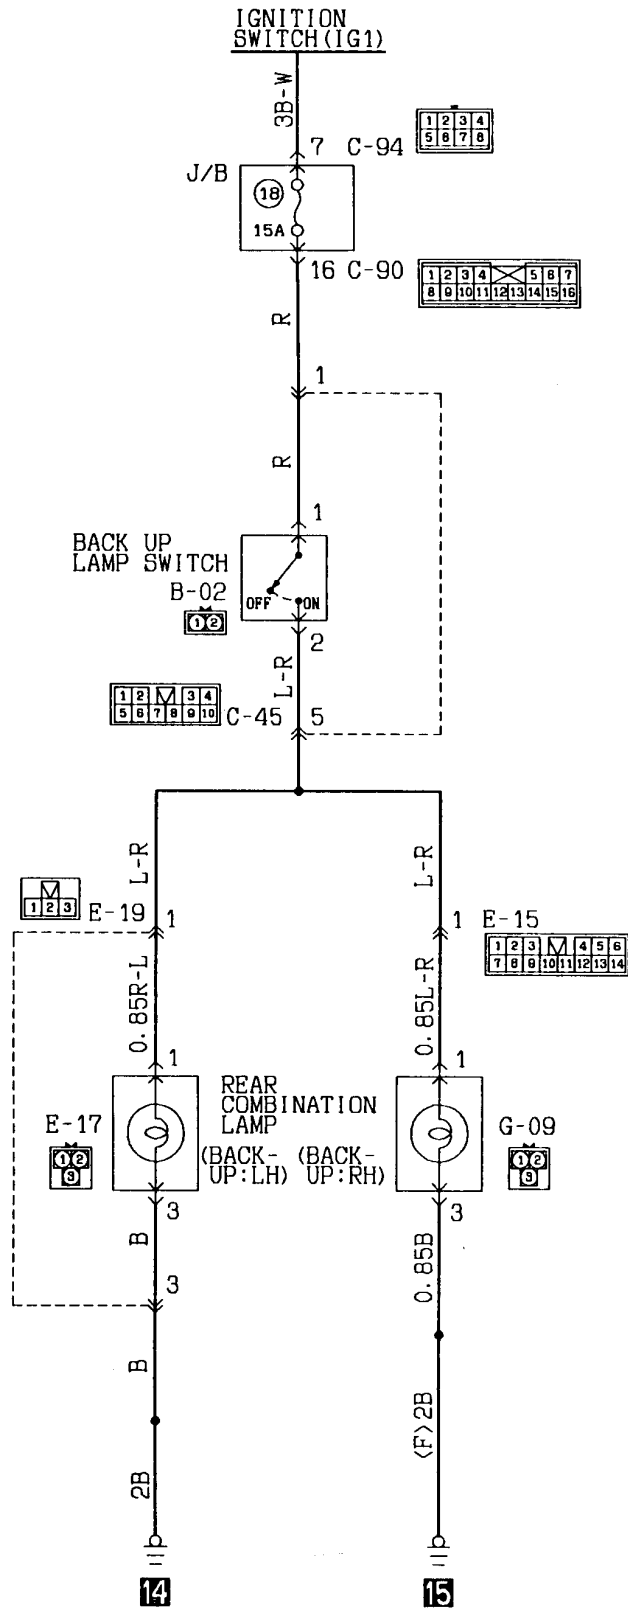 IGNITION
SWITCH(IG1)
3B-W
7 C-94
1 2 3 4
5 6 7 8
J/B
18
15A
16 C-90
1 2 3 4 5 6 7
8 9 10 11 12 13 14 15 16
R
1
R
1
BACK UP
LAMP SWITCH
B-02
OFF ON
1 2
2
L-R
1 2 3 4
5 6 7 8 9 10
C-45 5
L-R
L-R
1 2 3
E-19 1
1 E-15
1 2 3 4 5 6
7 8 9 10 11 12 13 14
0.85R-L
0.85L-R
1
1
REAR
COMBINATION
LAMP
(BACK-UP:LH)
(BACK-UP:RH)
E-17
1 2
3
G-09
1 2
3
3
3
B
0.85B
3
B
<F>2B
2B
14
15